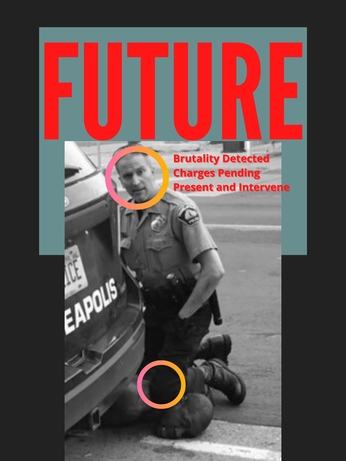 FUTURE
Brutality Detected
Charges Pending
Present and Intervene
ICE
EAPOLIS